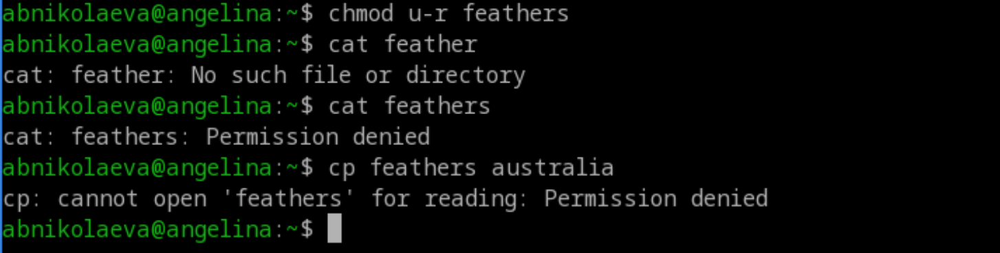 abnikolaeva@angelina:~$ chmod u-r feathers
abnikolaeva@angelina:~$ cat feather
cat: feather: No such file or directory
abnikolaeva@angelina:~$ cat feathers
cat: feathers: Permission denied
abnikolaeva@angelina:~$ cp feathers australia
cp: cannot open 'feathers' for reading: Permission denied
abnikolaeva@angelina:~$